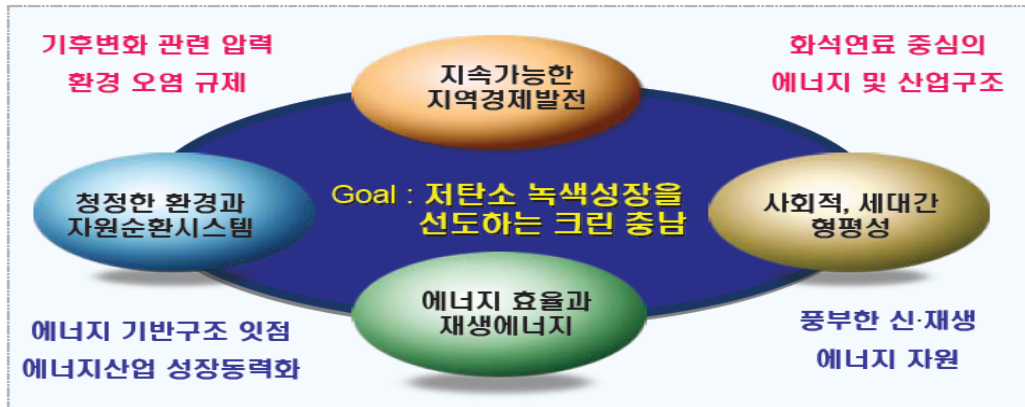 기후변화 관련 압력
환경 오염 규제
지속가능한
지역경제발전
화석연료 중심의
에너지 및 산업구조
청정한 환경과
자원순환시스템
Goal : 저탄소 녹색성장을
선도하는 크린 충남
사회적, 세대간
형평성
에너지 기반구조 잇점
에너지산업 성장동력화
에너지 효율과
재생에너지
풍부한 신·재생
에너지 자원